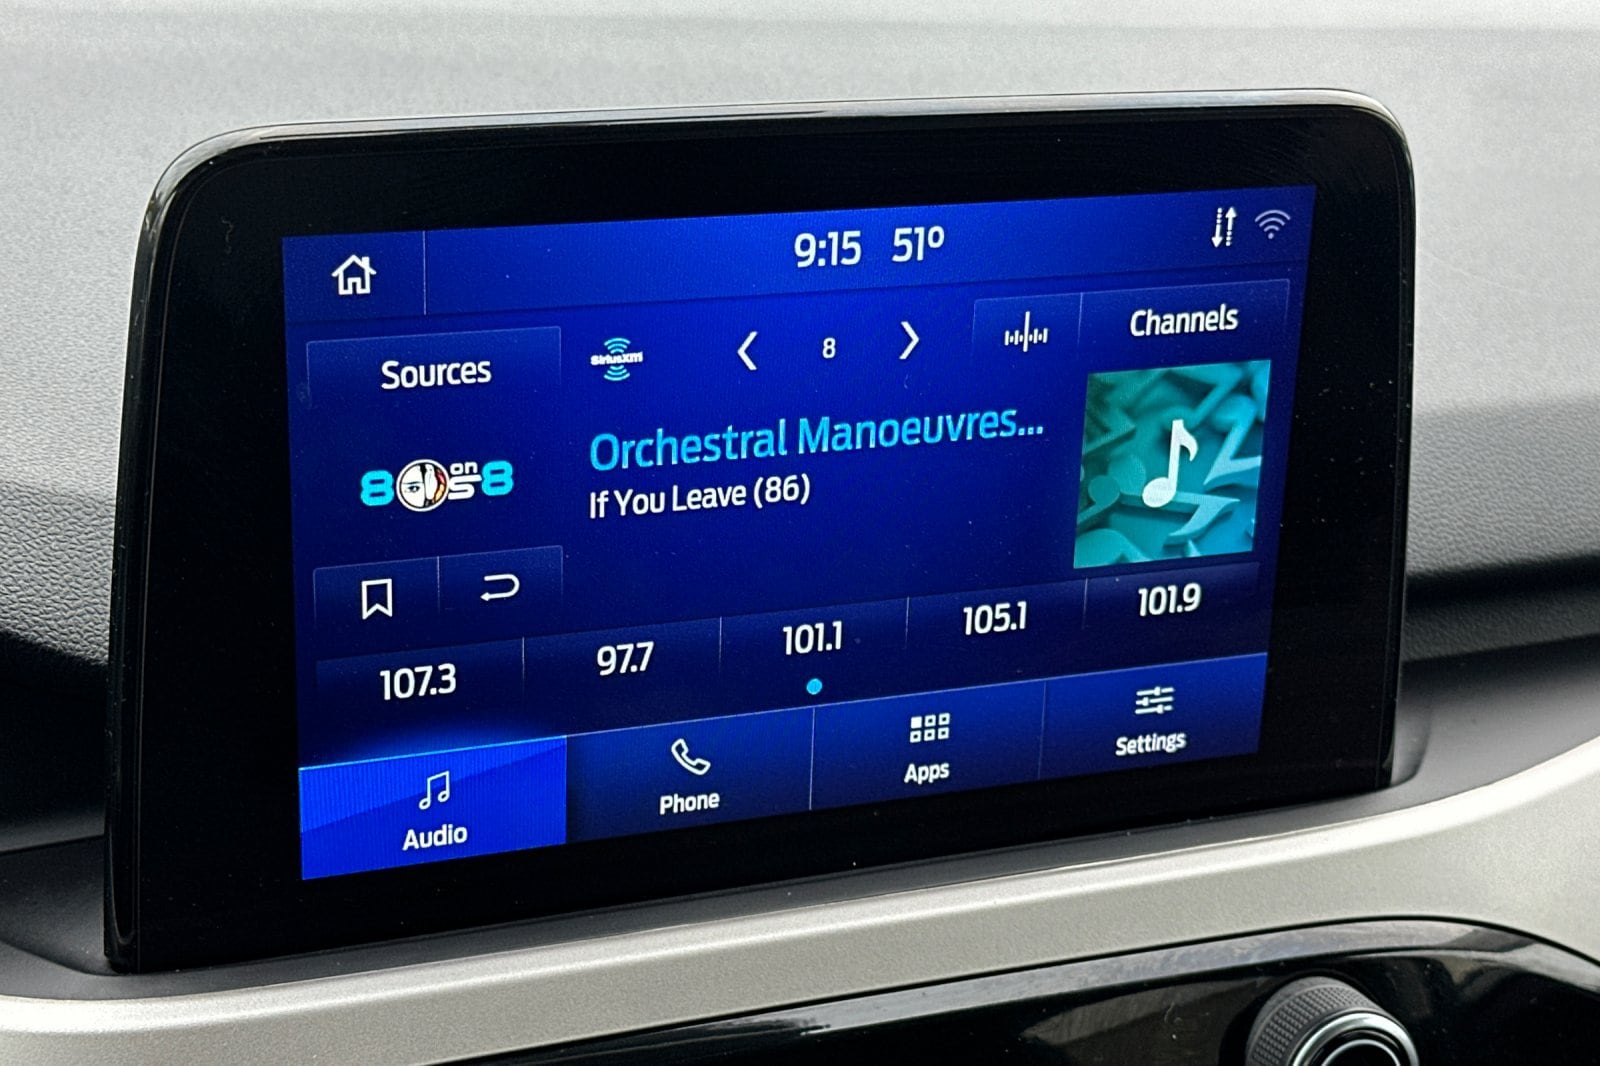 9:15 51°
Sources
SiriusXM
8
Channels
80s on 8
Orchestral Manoeuvres...
If You Leave (86)
107.3
97.7
101.1
105.1
101.9
Audio
Phone
Apps
Settings